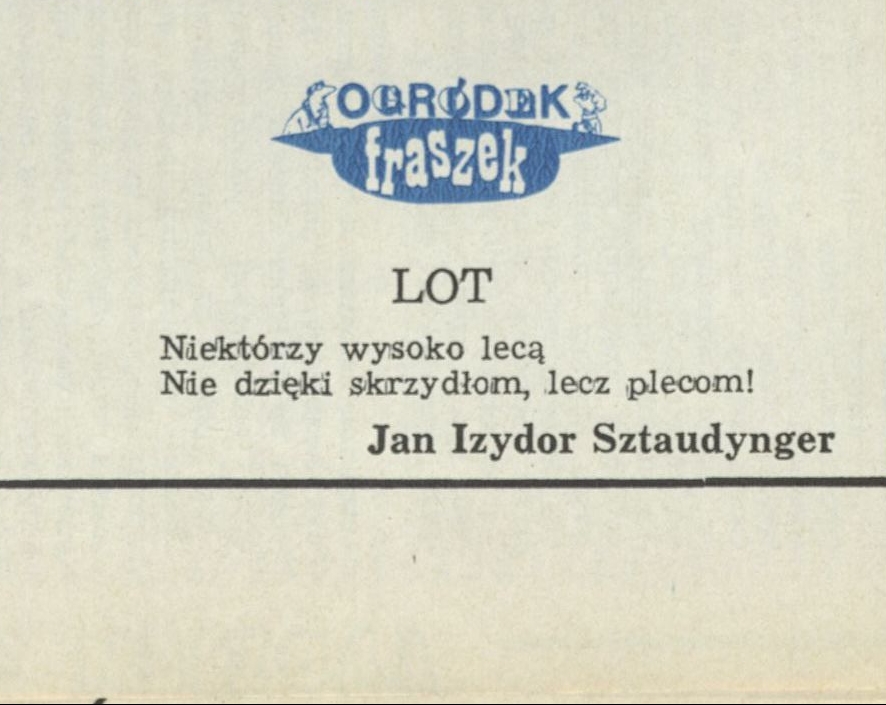 OGRÓDEK
fraszek
LOT
Niektórzy wysoko lecą
Nie dzięki skrzydłom, lecz plecom!
Jan Izydor Sztaudynger